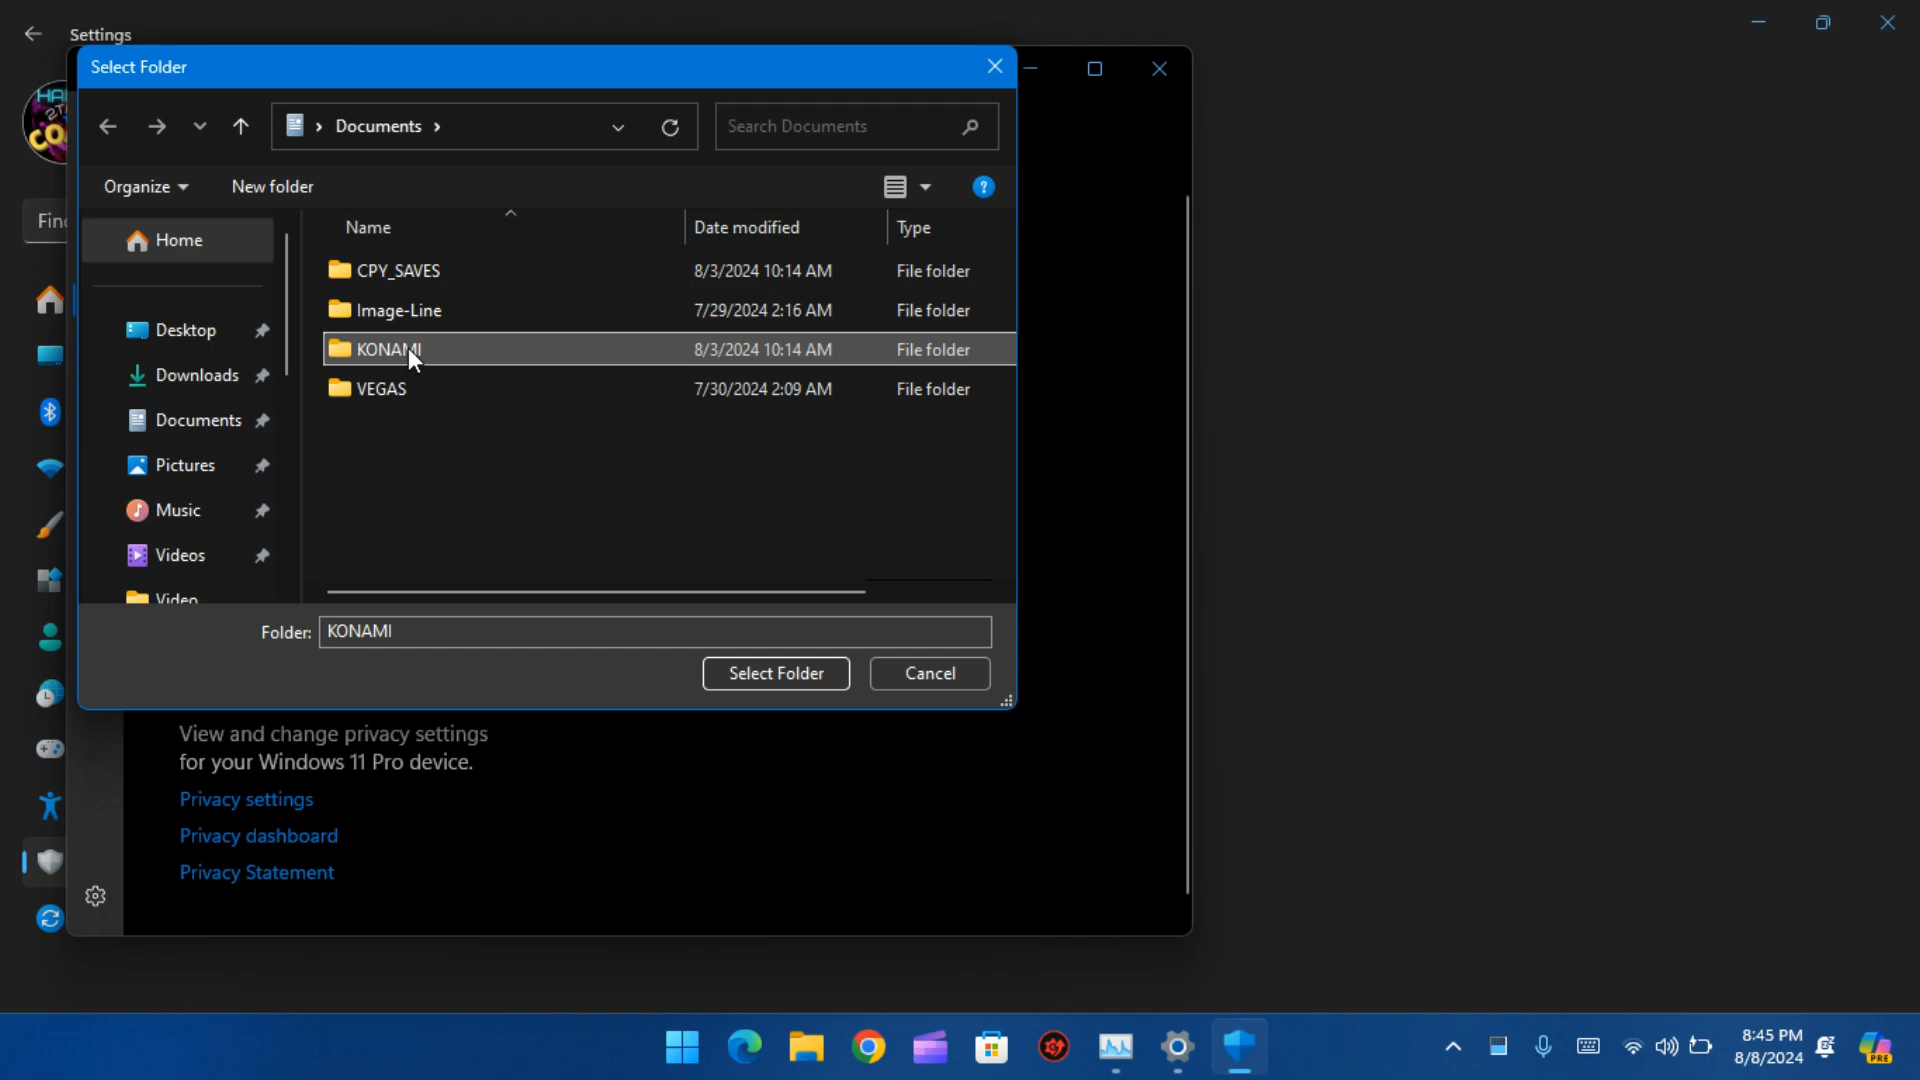 Settings
Select Folder
Documents
Search Documents
Organize
New folder
Name
Date modified
Type
Home
CPY_SAVES
8/3/2024 10:14 AM
File folder
Image-Line
7/29/2024 2:16 AM
File folder
Desktop
KONAMI
8/3/2024 10:14 AM
File folder
Downloads
VEGAS
7/30/2024 2:09 AM
File folder
Documents
Pictures
Music
Videos
Video
Folder:
KONAMI
Select Folder
Cancel
View and change privacy settings
for your Windows 11 Pro device.
Privacy settings
Privacy dashboard
Privacy Statement
8:45 PM
8/8/2024
PRE